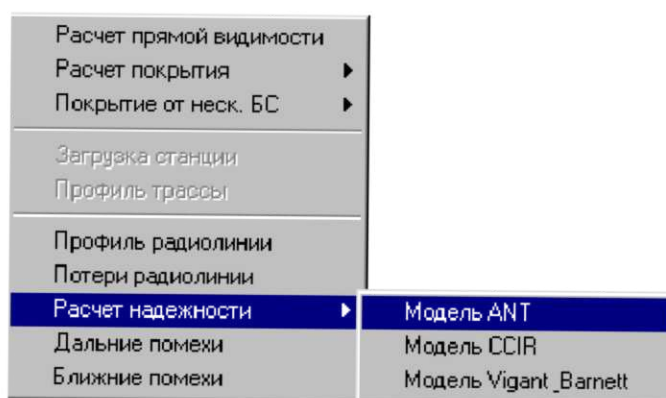 Расчет прямой видимости
Расчет покрытия
Покрытие от неск. БС
Загрузка станции
Профиль трассы
Профиль радиолинии
Потери радиолинии
Расчет надежности
Дальние помехи
Ближние помехи
Модель ANT
Модель CCIR
Модель Vigant_Barnett